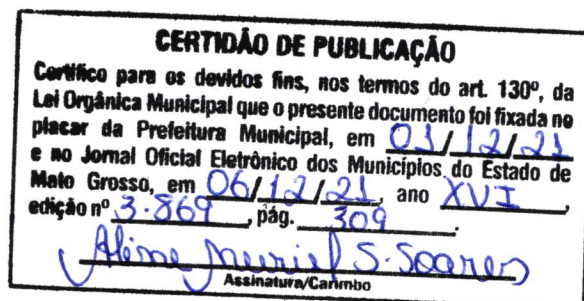 CERTIDÃO DE PUBLICAÇÃO
Certifico para os devidos fins, nos termos do art. 130º, da
Lei Orgânica Municipal que o presente documento foi fixada no
placar da Prefeitura Municipal, em 01/12/21
e no Jornal Oficial Eletrônico dos Municípios do Estado de
Mato Grosso, em 06/12/21, ano XVI,
edição nº 3.869, pág. 309.
Aline Muriel S. Soares
Assinatura/Carimbo